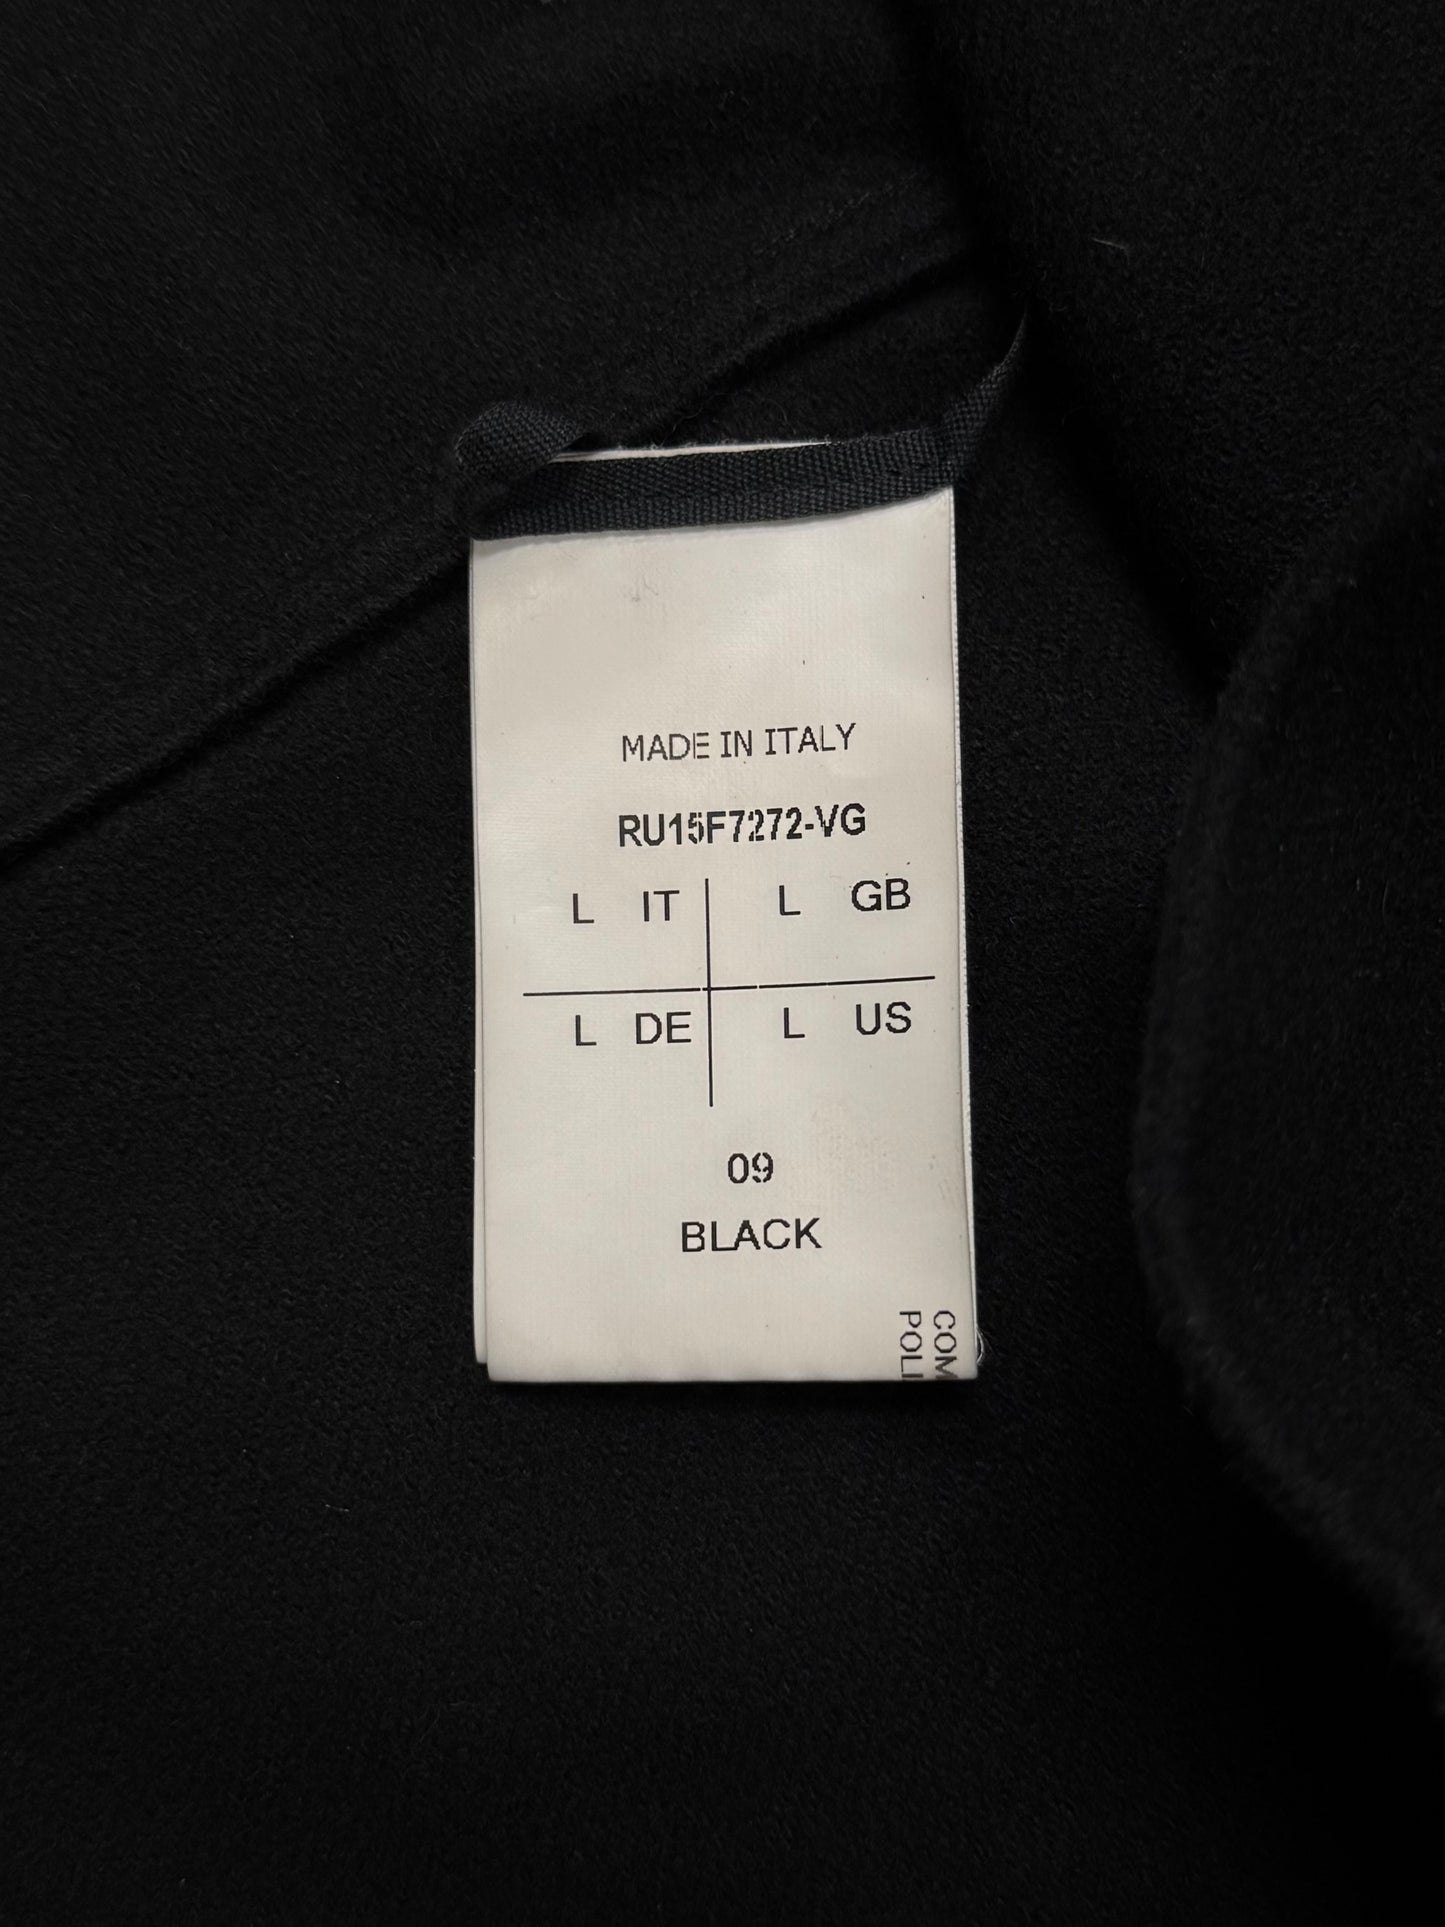 MADE IN ITALY
RU15F7272-VG
L IT L GB
L DE L US
09
BLACK
COM
POLI